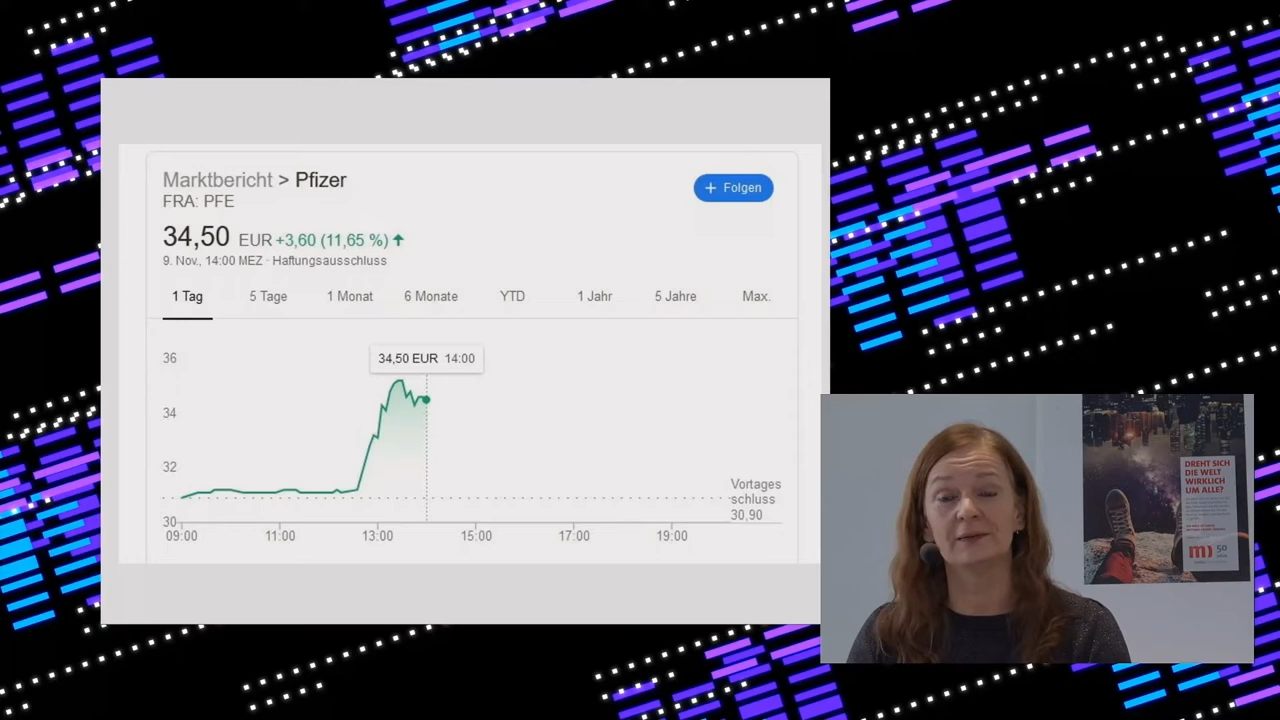 Marktbericht > Pfizer
FRA: PFE
+ Folgen
34,50 EUR +3,60 (11,65 %) ↑
9. Nov., 14:00 MEZ · Haftungsausschluss
1 Tag 5 Tage 1 Monat 6 Monate YTD 1 Jahr 5 Jahre Max.
34,50 EUR 14:00
36
34
32
30
Vortages
schluss
30,90
09:00 11:00 13:00 15:00 17:00 19:00
DREHT SICH
DIE WELT
WIRKLICH
UM ALLE?
m)
50